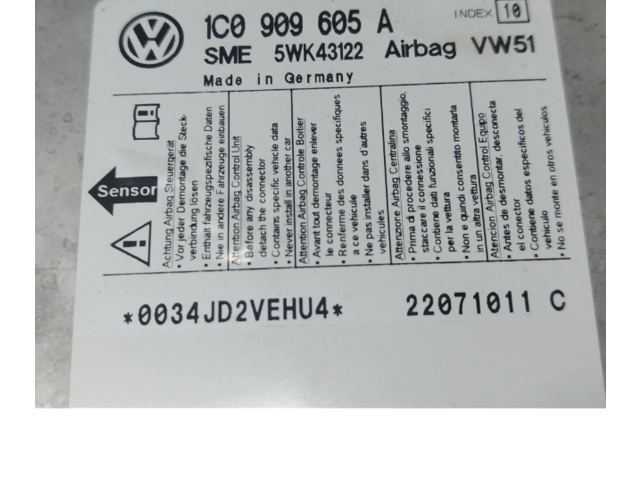 1C0 909 605 A INDEX 10
SME 5WK43122 Airbag VW51
Made in Germany
Sensor
Achtung Airbag Steuergerät
• Vor jeder Demontage die Steck-
verbindung lösen
• Enthält fahrzeugspezifische Daten
• Nie in andere Fahrzeuge einbauen
Attention Airbag Control Unit
• Before any disassembly
detach the connector
• Contains specific vehicle data
• Never install in another car
Attention Airbag Controle Boitier
• Avant tout demontage enlever
le connecteur
• Renferme des donnees specifiques
a ce vehicule
• Ne pas installer dans d'autres
vehicules
Attenzione Airbag Centralina
• Prima di procedere allo smontaggio,
staccare il connessione
• Contiene dati funzionali specifici
per la vettura
• Non e quindi consentito montarla
in un altra vettura
Atencion Airbag Control Equipo
• Antes de desmontar, desconecta
el conector
• Contiene datos especificos del
vehiculo
• No se monte en otros vehiculos
*0034JD2VEHU4* 22071011 C